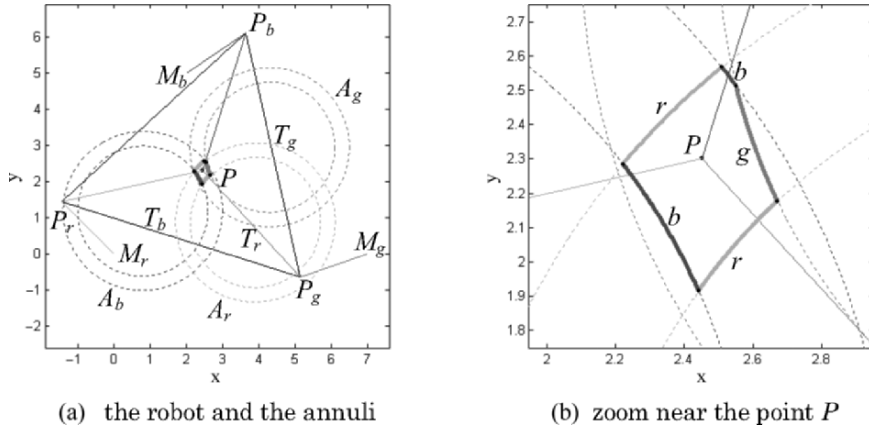 6
5
4
3
2
1
0
−1
−2
y
−1 0 1 2 3 4 5 6 7
x
P_b
M_b
A_g
T_g
P
P_r
T_b
T_r
M_g
M_r
P_g
A_b
A_r
(a) the robot and the annuli
2.7
2.6
2.5
2.4
2.3
2.2
2.1
2
1.9
1.8
y
2 2.2 2.4 2.6 2.8
x
b
r
P
g
b
r
(b) zoom near the point P